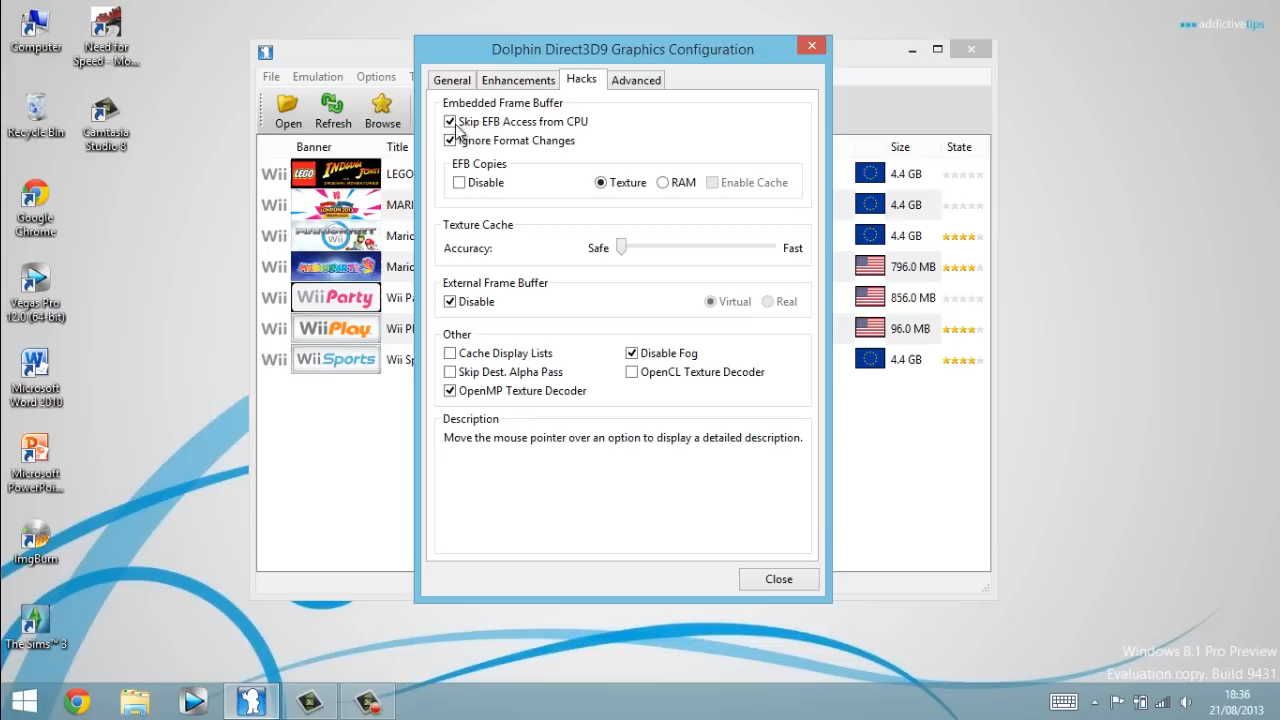 Computer
Need for
Speed - Mo...
Recycle Bin
Camtasia
Studio 8
Google
Chrome
Vegas Pro
12.0 (64-bit)
Microsoft
Word 2010
Microsoft
PowerPoi...
ImgBurn
The Sims™ 3
addictivetips
File Emulation Options
Open Refresh Browse
Banner Title Size State
Wii LEGO INDIANA JONES LEGO 4.4 GB
Wii LONDON 2012 MARI 4.4 GB
Wii Mario Kart Wii Mario 4.4 GB
Wii Mario 796.0 MB
Wii Wii Party Wii Pa 856.0 MB
Wii Wii Play Wii Pl 96.0 MB
Wii Wii Sports Wii Sp 4.4 GB
Dolphin Direct3D9 Graphics Configuration
General Enhancements Hacks Advanced
Embedded Frame Buffer
Skip EFB Access from CPU
Ignore Format Changes
EFB Copies
Disable Texture RAM Enable Cache
Texture Cache
Accuracy: Safe Fast
External Frame Buffer
Disable Virtual Real
Other
Cache Display Lists Disable Fog
Skip Dest. Alpha Pass OpenCL Texture Decoder
OpenMP Texture Decoder
Description
Move the mouse pointer over an option to display a detailed description.
Close
Windows 8.1 Pro Preview
Evaluation copy. Build 9431
18:36
21/08/2013